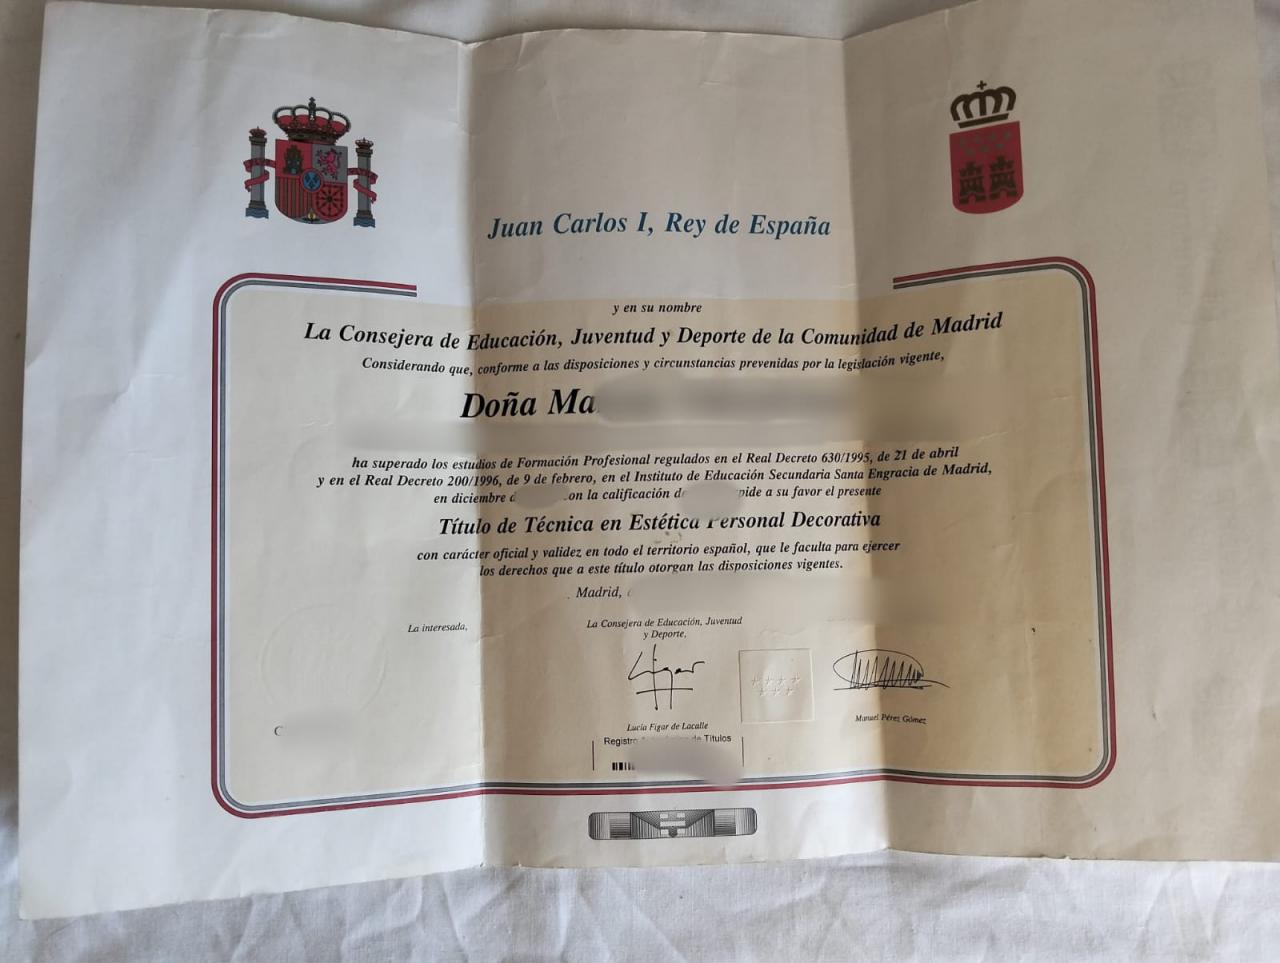 Juan Carlos I, Rey de España
y en su nombre
La Consejera de Educación, Juventud y Deporte de la Comunidad de Madrid
Considerando que, conforme a las disposiciones y circunstancias prevenidas por la legislación vigente,
Doña Ma
ha superado los estudios de Formación Profesional regulados en el Real Decreto 630/1995, de 21 de abril
y en el Real Decreto 200/1996, de 9 de febrero, en el Instituto de Educación Secundaria Santa Engracia de Madrid,
en diciembre con la calificación a su favor el presente
Título de Técnica en Estética Personal Decorativa
con carácter oficial y validez en todo el territorio español, que le faculta para ejercer
los derechos que a este título otorgan las disposiciones vigentes.
Madrid,
La interesada,
La Consejera de Educación, Juventud
y Deporte,
Figar
Lucía Figar de Lacalle
Manuel Pérez Gómez
Registro de Títulos
C